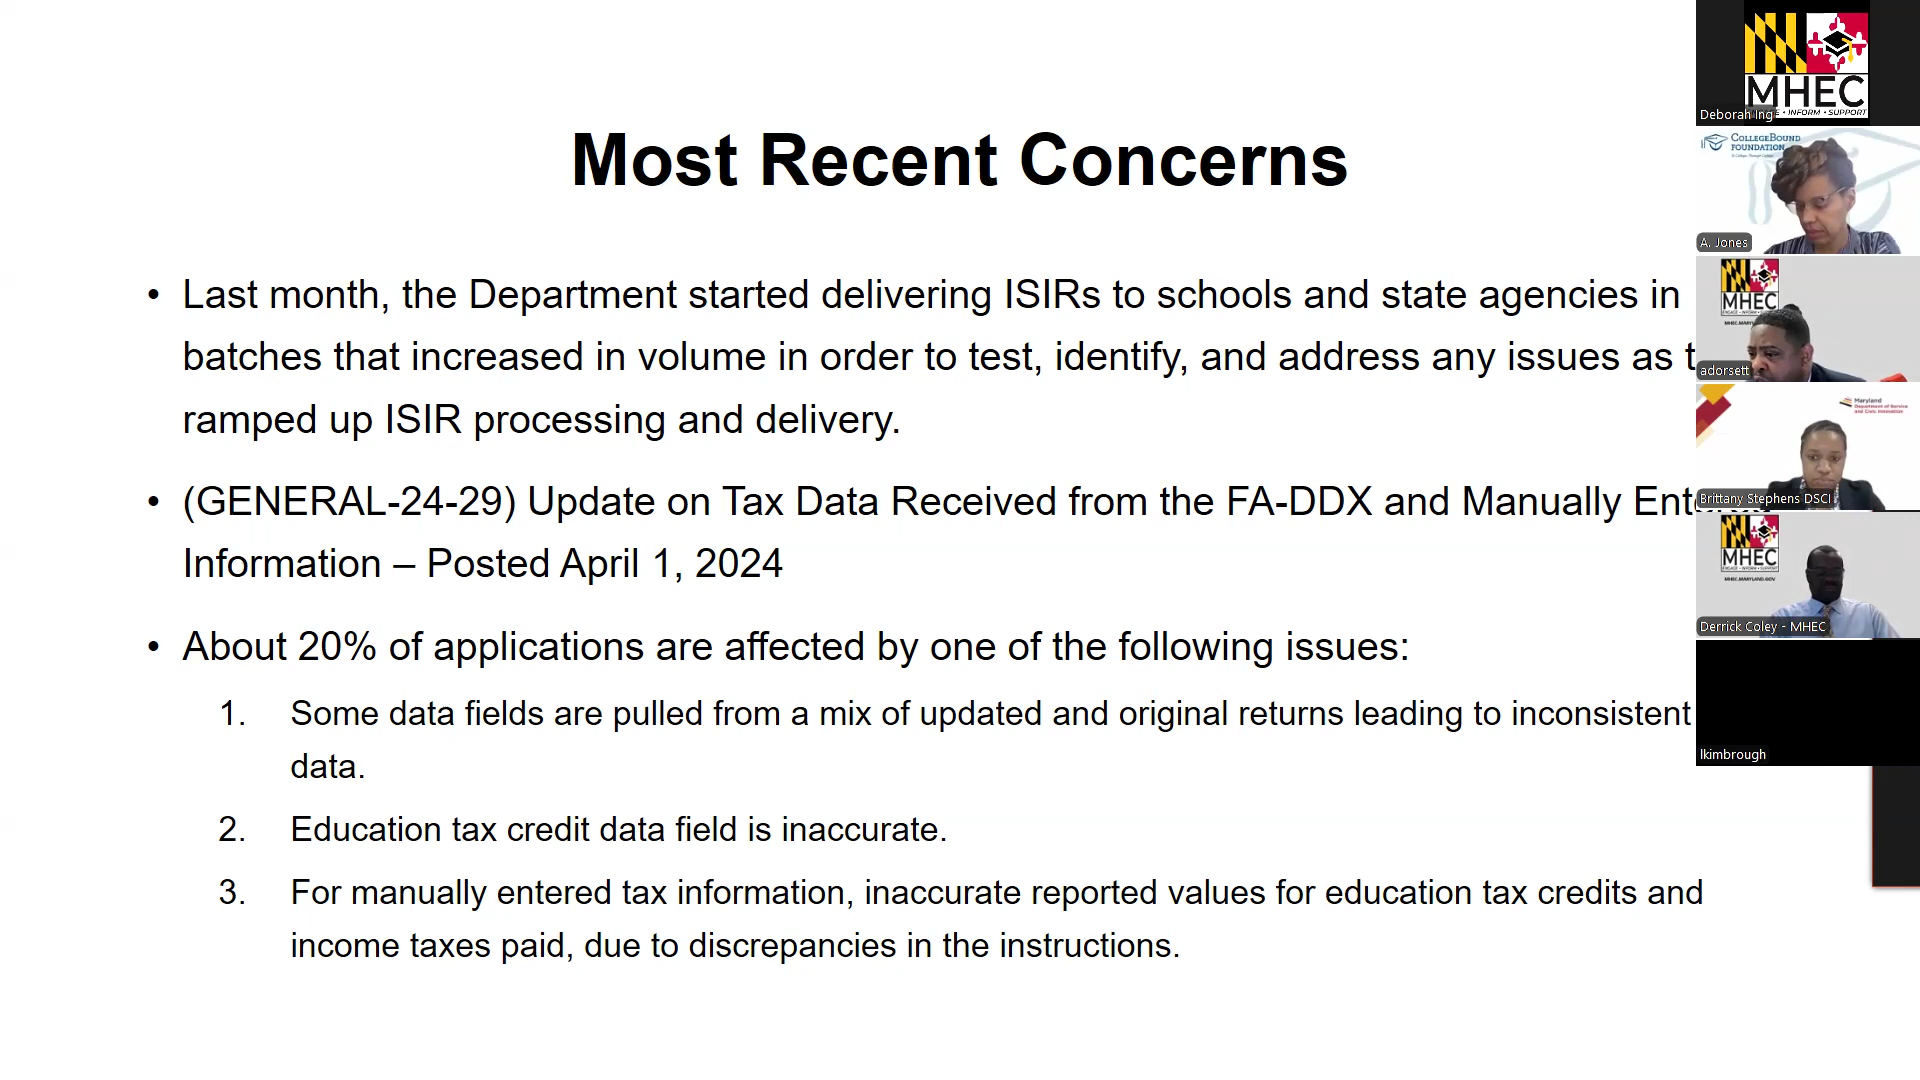 Most Recent Concerns
• Last month, the Department started delivering ISIRs to schools and state agencies in
batches that increased in volume in order to test, identify, and address any issues as t
ramped up ISIR processing and delivery.
• (GENERAL-24-29) Update on Tax Data Received from the FA-DDX and Manually Entered
Information – Posted April 1, 2024
• About 20% of applications are affected by one of the following issues:
1. Some data fields are pulled from a mix of updated and original returns leading to inconsistent
data.
2. Education tax credit data field is inaccurate.
3. For manually entered tax information, inaccurate reported values for education tax credits and
income taxes paid, due to discrepancies in the instructions.
MHEC
• INFORM • SUPPORT
Deborah Ing
COLLEGEBOUND
FOUNDATION
A. Jones
MHEC
adorsett
Maryland
Department of Service
and Civic Innovation
Brittany Stephens DSCI
MHEC
ENGAGE • INFORM • SUPPORT
MHEC.MARYLAND.GOV
Derrick Coley - MHEC
lkimbrough